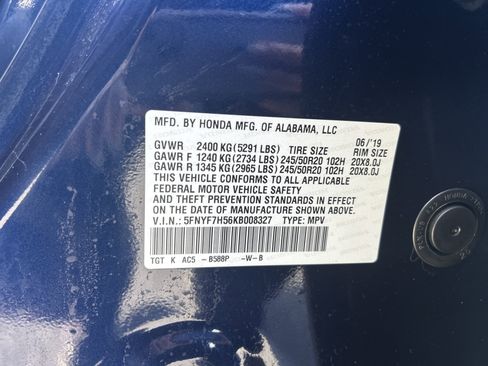 MFD. BY HONDA MFG. OF ALABAMA, LLC
06/'19
GVWR 2400 KG(5291 LBS) TIRE SIZE RIM SIZE
GAWR F 1240 KG(2734 LBS) 245/50R20 102H 20X8.0J
GAWR R 1345 KG(2965 LBS) 245/50R20 102H 20X8.0J
THIS VEHICLE CONFORMS TO ALL APPLICABLE
FEDERAL MOTOR VEHICLE SAFETY
AND THEFT PREVENTION STANDARDS IN EFFECT
ON THE DATE OF MANUFACTURE SHOWN ABOVE.
V.I.N.: 5FNYF7H56KB008327 TYPE: MPV
TGT K AC5 -B588P -W-B